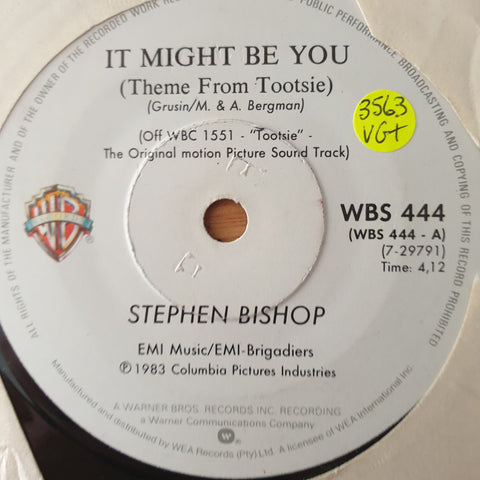 IT MIGHT BE YOU
(Theme From Tootsie)
(Grusin/M. & A. Bergman)
(Off WBC 1551 - "Tootsie" -
The Original motion Picture Sound Track)
3563
VG+
WBS 444
(WBS 444 - A)
(7-29791)
Time: 4,12
STEPHEN BISHOP
EMI Music/EMI-Brigadiers
Ⓟ 1983 Columbia Pictures Industries
A WARNER BROS. RECORDS INC. RECORDING
a Warner Communications Company
Manufactured and distributed by WEA Records (Pty) Ltd. A licensee of WEA International Inc.
ALL RIGHTS OF THE MANUFACTURER AND OF THE OWNER OF THE RECORDED WORK RESERVED
PUBLIC PERFORMANCE BROADCASTING AND COPYING OF THIS RECORD PROHIBITED